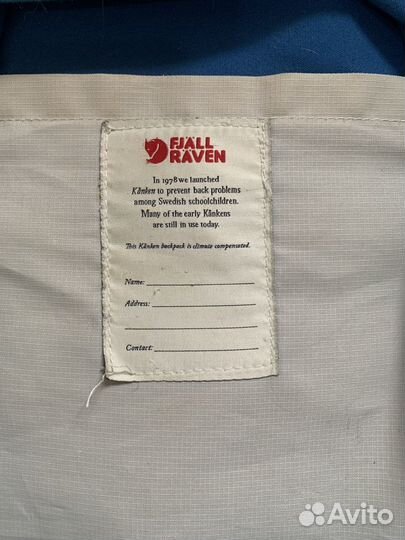 FJÄLL
RÄVEN
In 1978 we launched
Kånken to prevent back problems
among Swedish schoolchildren.
Many of the early Kånkens
are still in use today.
This Kånken backpack is climate compensated.
Name:
Address:
Contact:
Avito